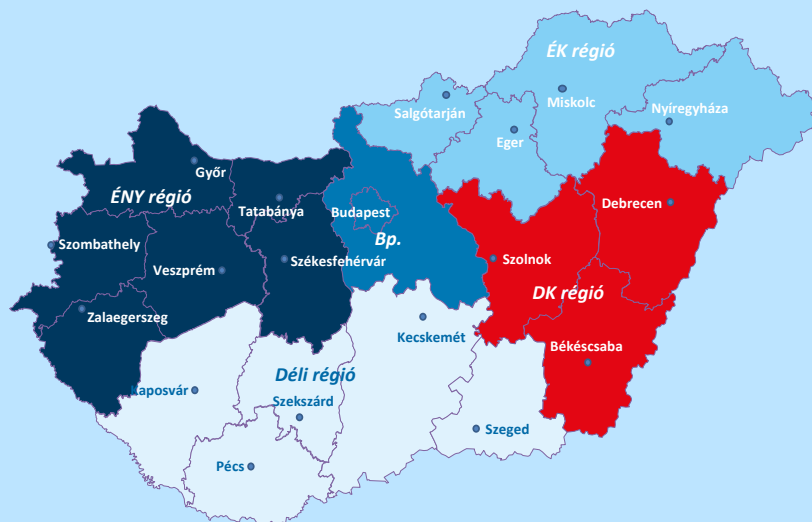 ÉK régió
Salgótarján
Miskolc
Nyíregyháza
Eger
Győr
ÉNY régió
Tatabánya
Budapest
Debrecen
Bp.
Szombathely
Székesfehérvár
Szolnok
Veszprém
DK régió
Zalaegerszeg
Kecskemét
Békéscsaba
Déli régió
Kaposvár
Szekszárd
Szeged
Pécs